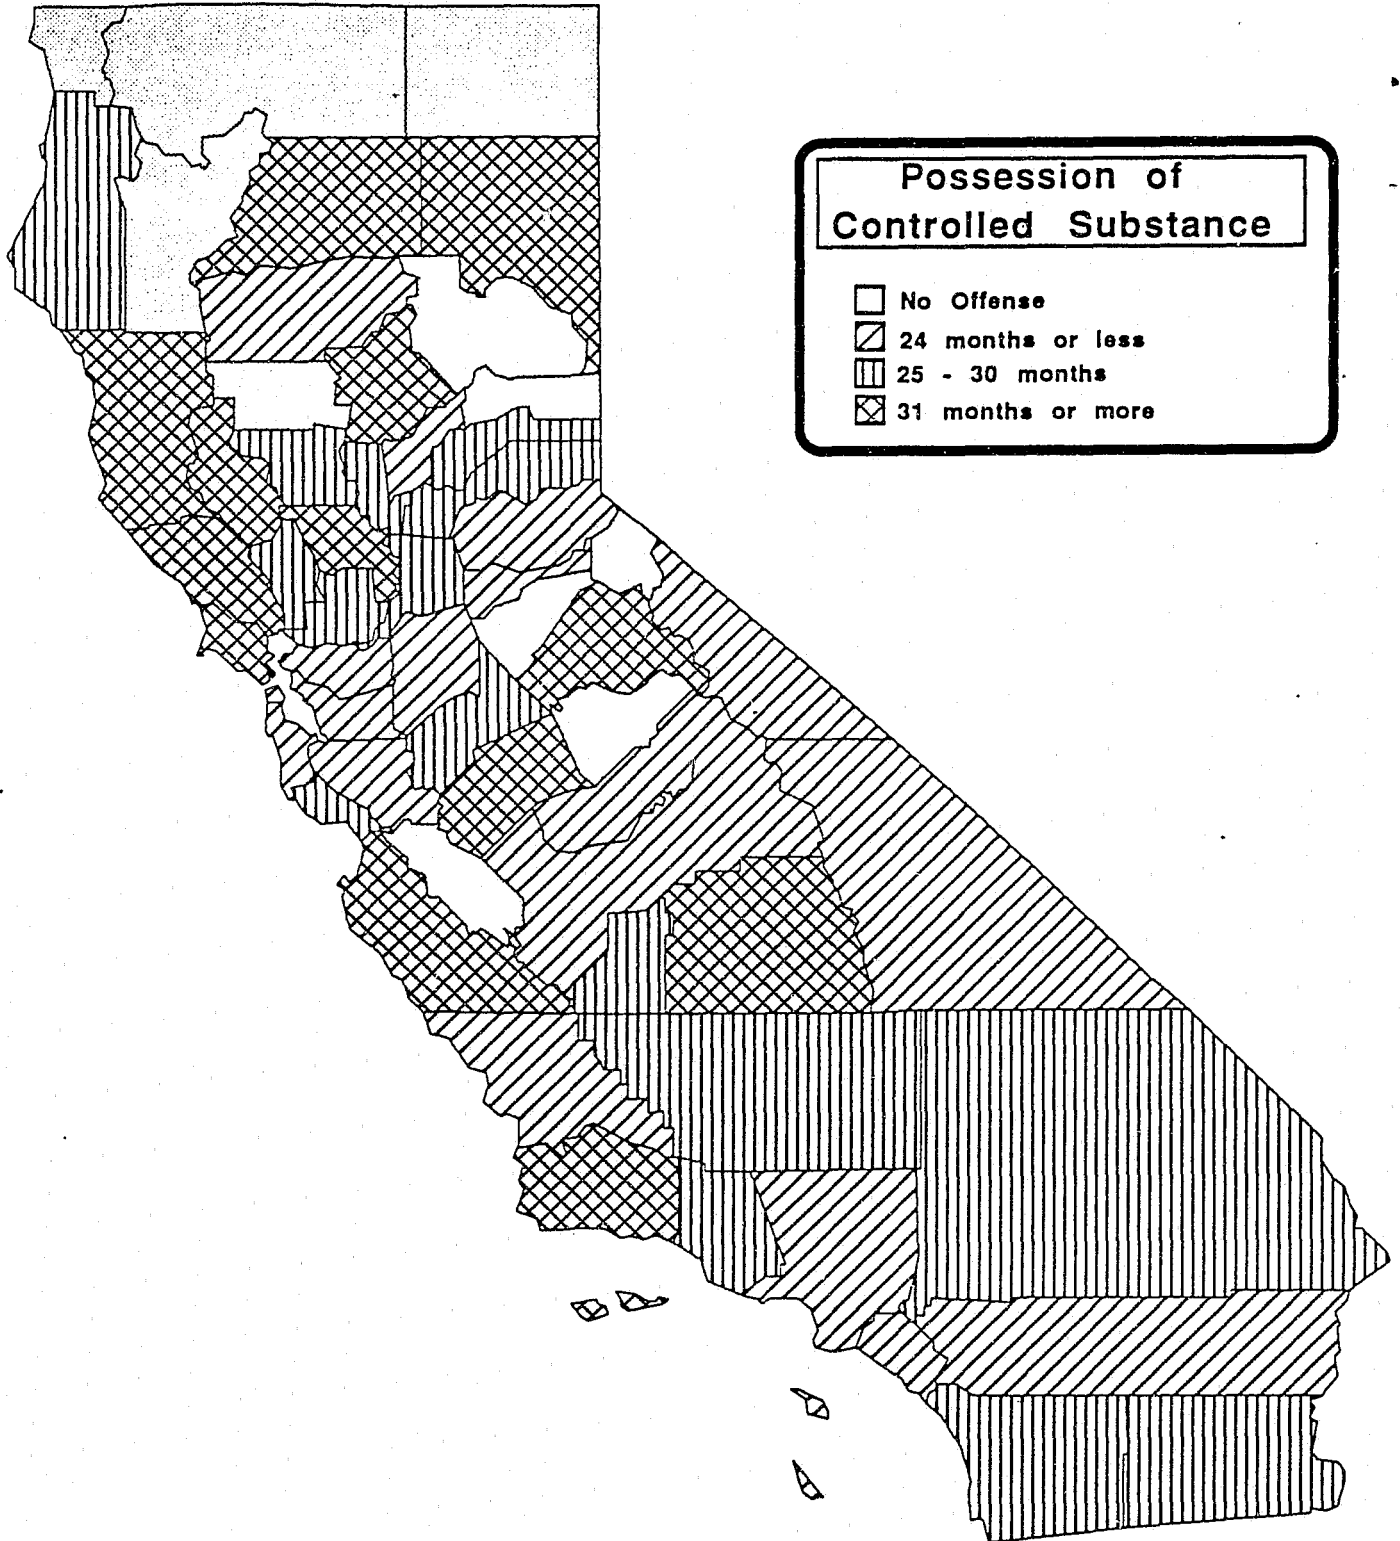 Possession of
Controlled Substance
No Offense
24 months or less
25 - 30 months
31 months or more